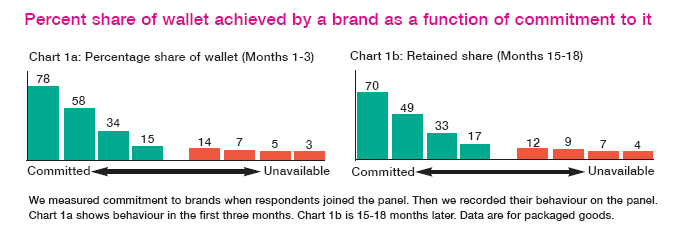 Percent share of wallet achieved by a brand as a function of commitment to it
Chart 1a: Percentage share of wallet (Months 1-3)
78
58
34
15
14
7
5
3
Committed
Unavailable
Chart 1b: Retained share (Months 15-18)
70
49
33
17
12
9
7
4
Committed
Unavailable
We measured commitment to brands when respondents joined the panel. Then we recorded their behaviour on the panel.
Chart 1a shows behaviour in the first three months. Chart 1b is 15-18 months later. Data are for packaged goods.